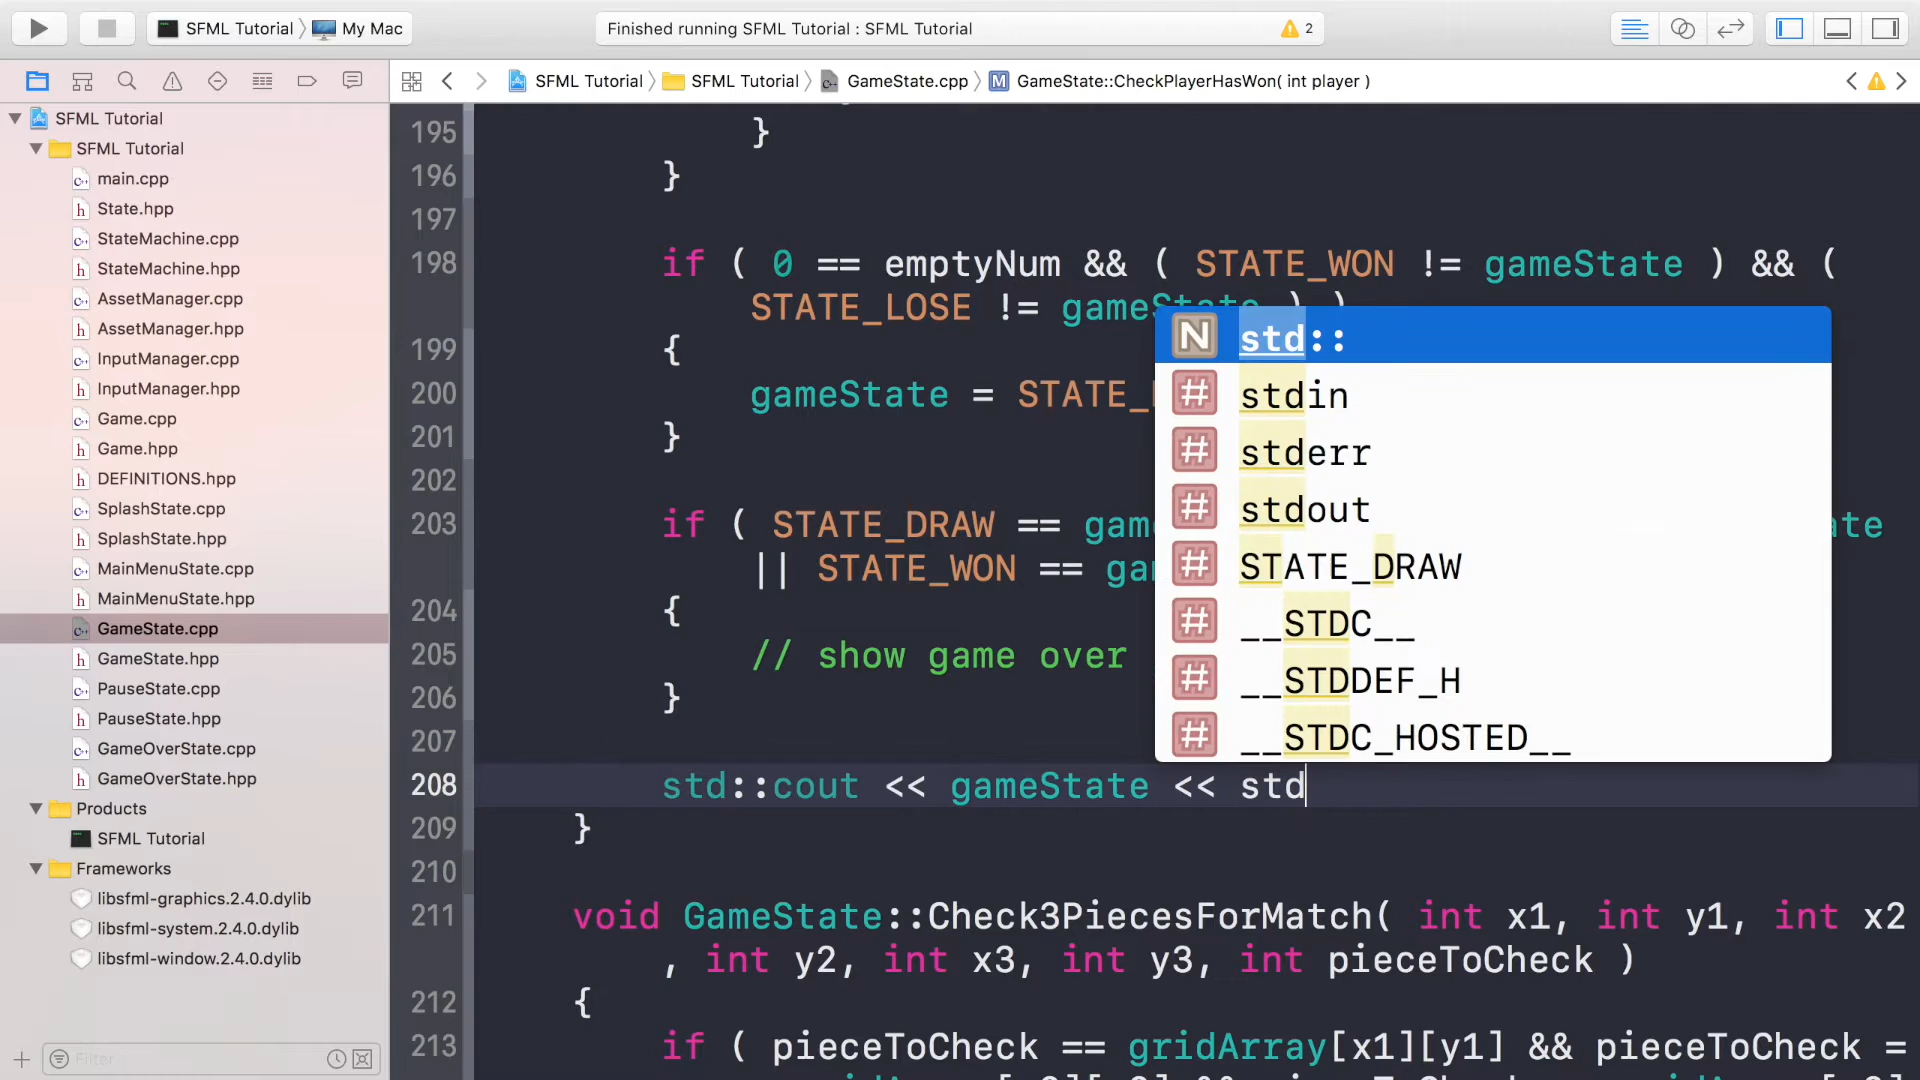 SFML Tutorial
My Mac
Finished running SFML Tutorial : SFML Tutorial
2
SFML Tutorial
SFML Tutorial
GameState.cpp
GameState::CheckPlayerHasWon( int player )
SFML Tutorial
SFML Tutorial
main.cpp
State.hpp
StateMachine.cpp
StateMachine.hpp
AssetManager.cpp
AssetManager.hpp
InputManager.cpp
InputManager.hpp
Game.cpp
Game.hpp
DEFINITIONS.hpp
SplashState.cpp
SplashState.hpp
MainMenuState.cpp
MainMenuState.hpp
GameState.cpp
GameState.hpp
PauseState.cpp
PauseState.hpp
GameOverState.cpp
GameOverState.hpp
Products
SFML Tutorial
Frameworks
libsfml-graphics.2.4.0.dylib
libsfml-system.2.4.0.dylib
libsfml-window.2.4.0.dylib
Filter
195 }
196 }
197
198 if ( 0 == emptyNum && ( STATE_WON != gameState ) && (
STATE_LOSE != gameState ) )
199 {
200 gameState = STATE_
201 }
202
203 if ( STATE_DRAW ==
|| STATE_WON ==
204 {
205 // show game over
206 }
207
208 std::cout << gameState << std
209 }
210
211 void GameState::Check3PiecesForMatch( int x1, int y1, int x2
, int y2, int x3, int y3, int pieceToCheck )
212 {
213 if ( pieceToCheck == gridArray[x1][y1] && pieceToCheck =
N std::
# stdin
# stderr
# stdout
# STATE_DRAW
# __STDC__
# __STDDEF_H
# __STDC_HOSTED__